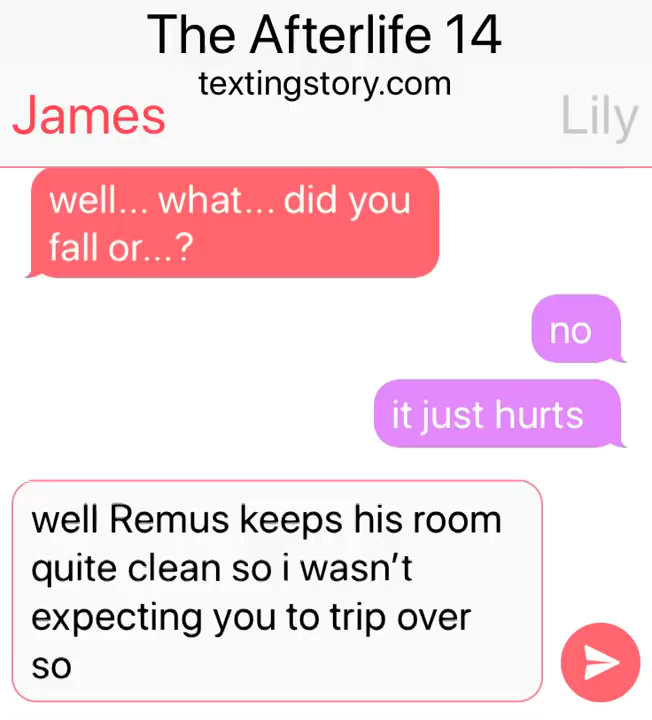 The Afterlife 14
textingstory.com
James
Lily
well... what... did you
fall or...?
no
it just hurts
well Remus keeps his room
quite clean so i wasn’t
expecting you to trip over
so